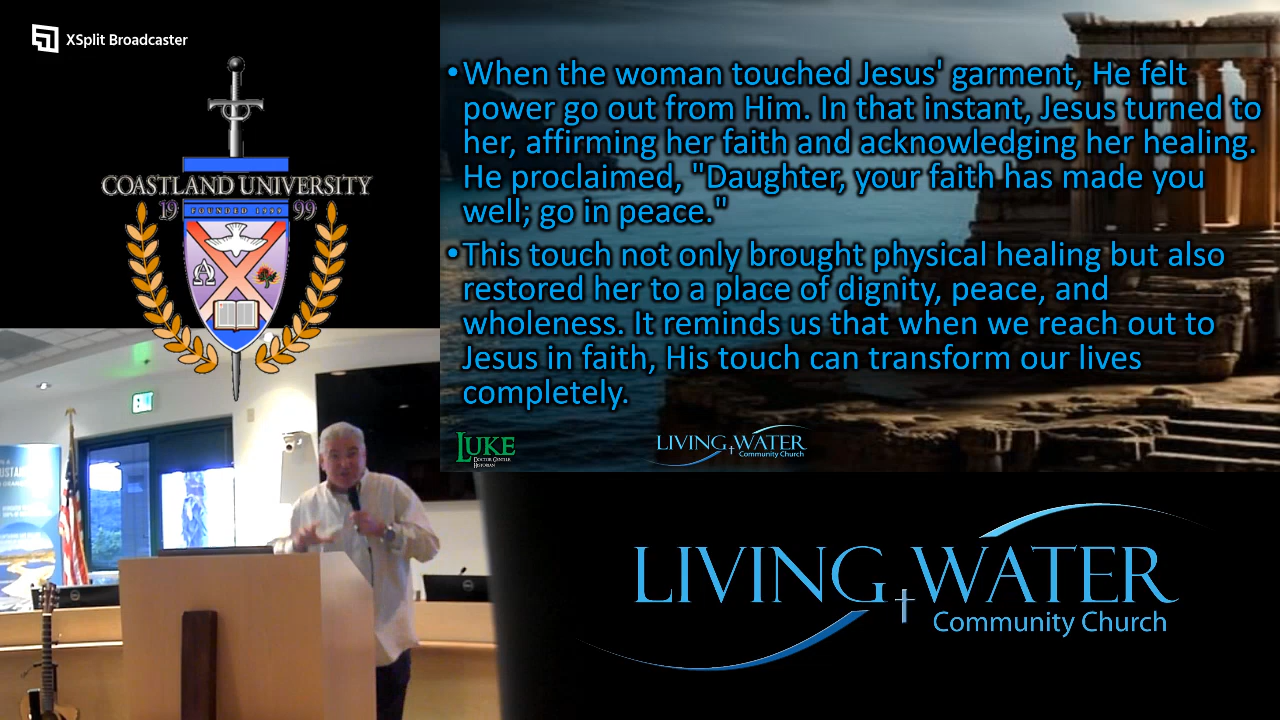 XSplit Broadcaster
COASTLAND UNIVERSITY
19 FOUNDED 1999 99
Ω
•When the woman touched Jesus' garment, He felt
power go out from Him. In that instant, Jesus turned to
her, affirming her faith and acknowledging her healing.
He proclaimed, "Daughter, your faith has made you
well; go in peace."
•This touch not only brought physical healing but also
restored her to a place of dignity, peace, and
wholeness. It reminds us that when we reach out to
Jesus in faith, His touch can transform our lives
completely.
LUKE
LIVING WATER
Community Church
LIVING WATER
Community Church